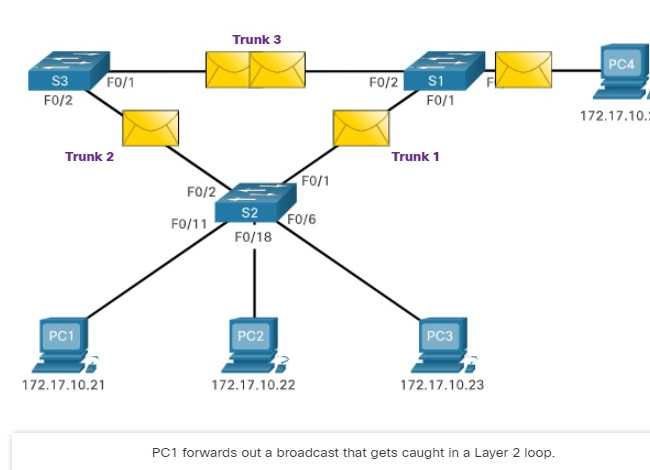 Trunk 3
S3
F0/1
F0/2
S1
F
PC4
F0/2
F0/1
172.17.10.
Trunk 2
Trunk 1
F0/2
F0/1
S2
F0/11
F0/6
F0/18
PC1
PC2
PC3
172.17.10.21
172.17.10.22
172.17.10.23
PC1 forwards out a broadcast that gets caught in a Layer 2 loop.